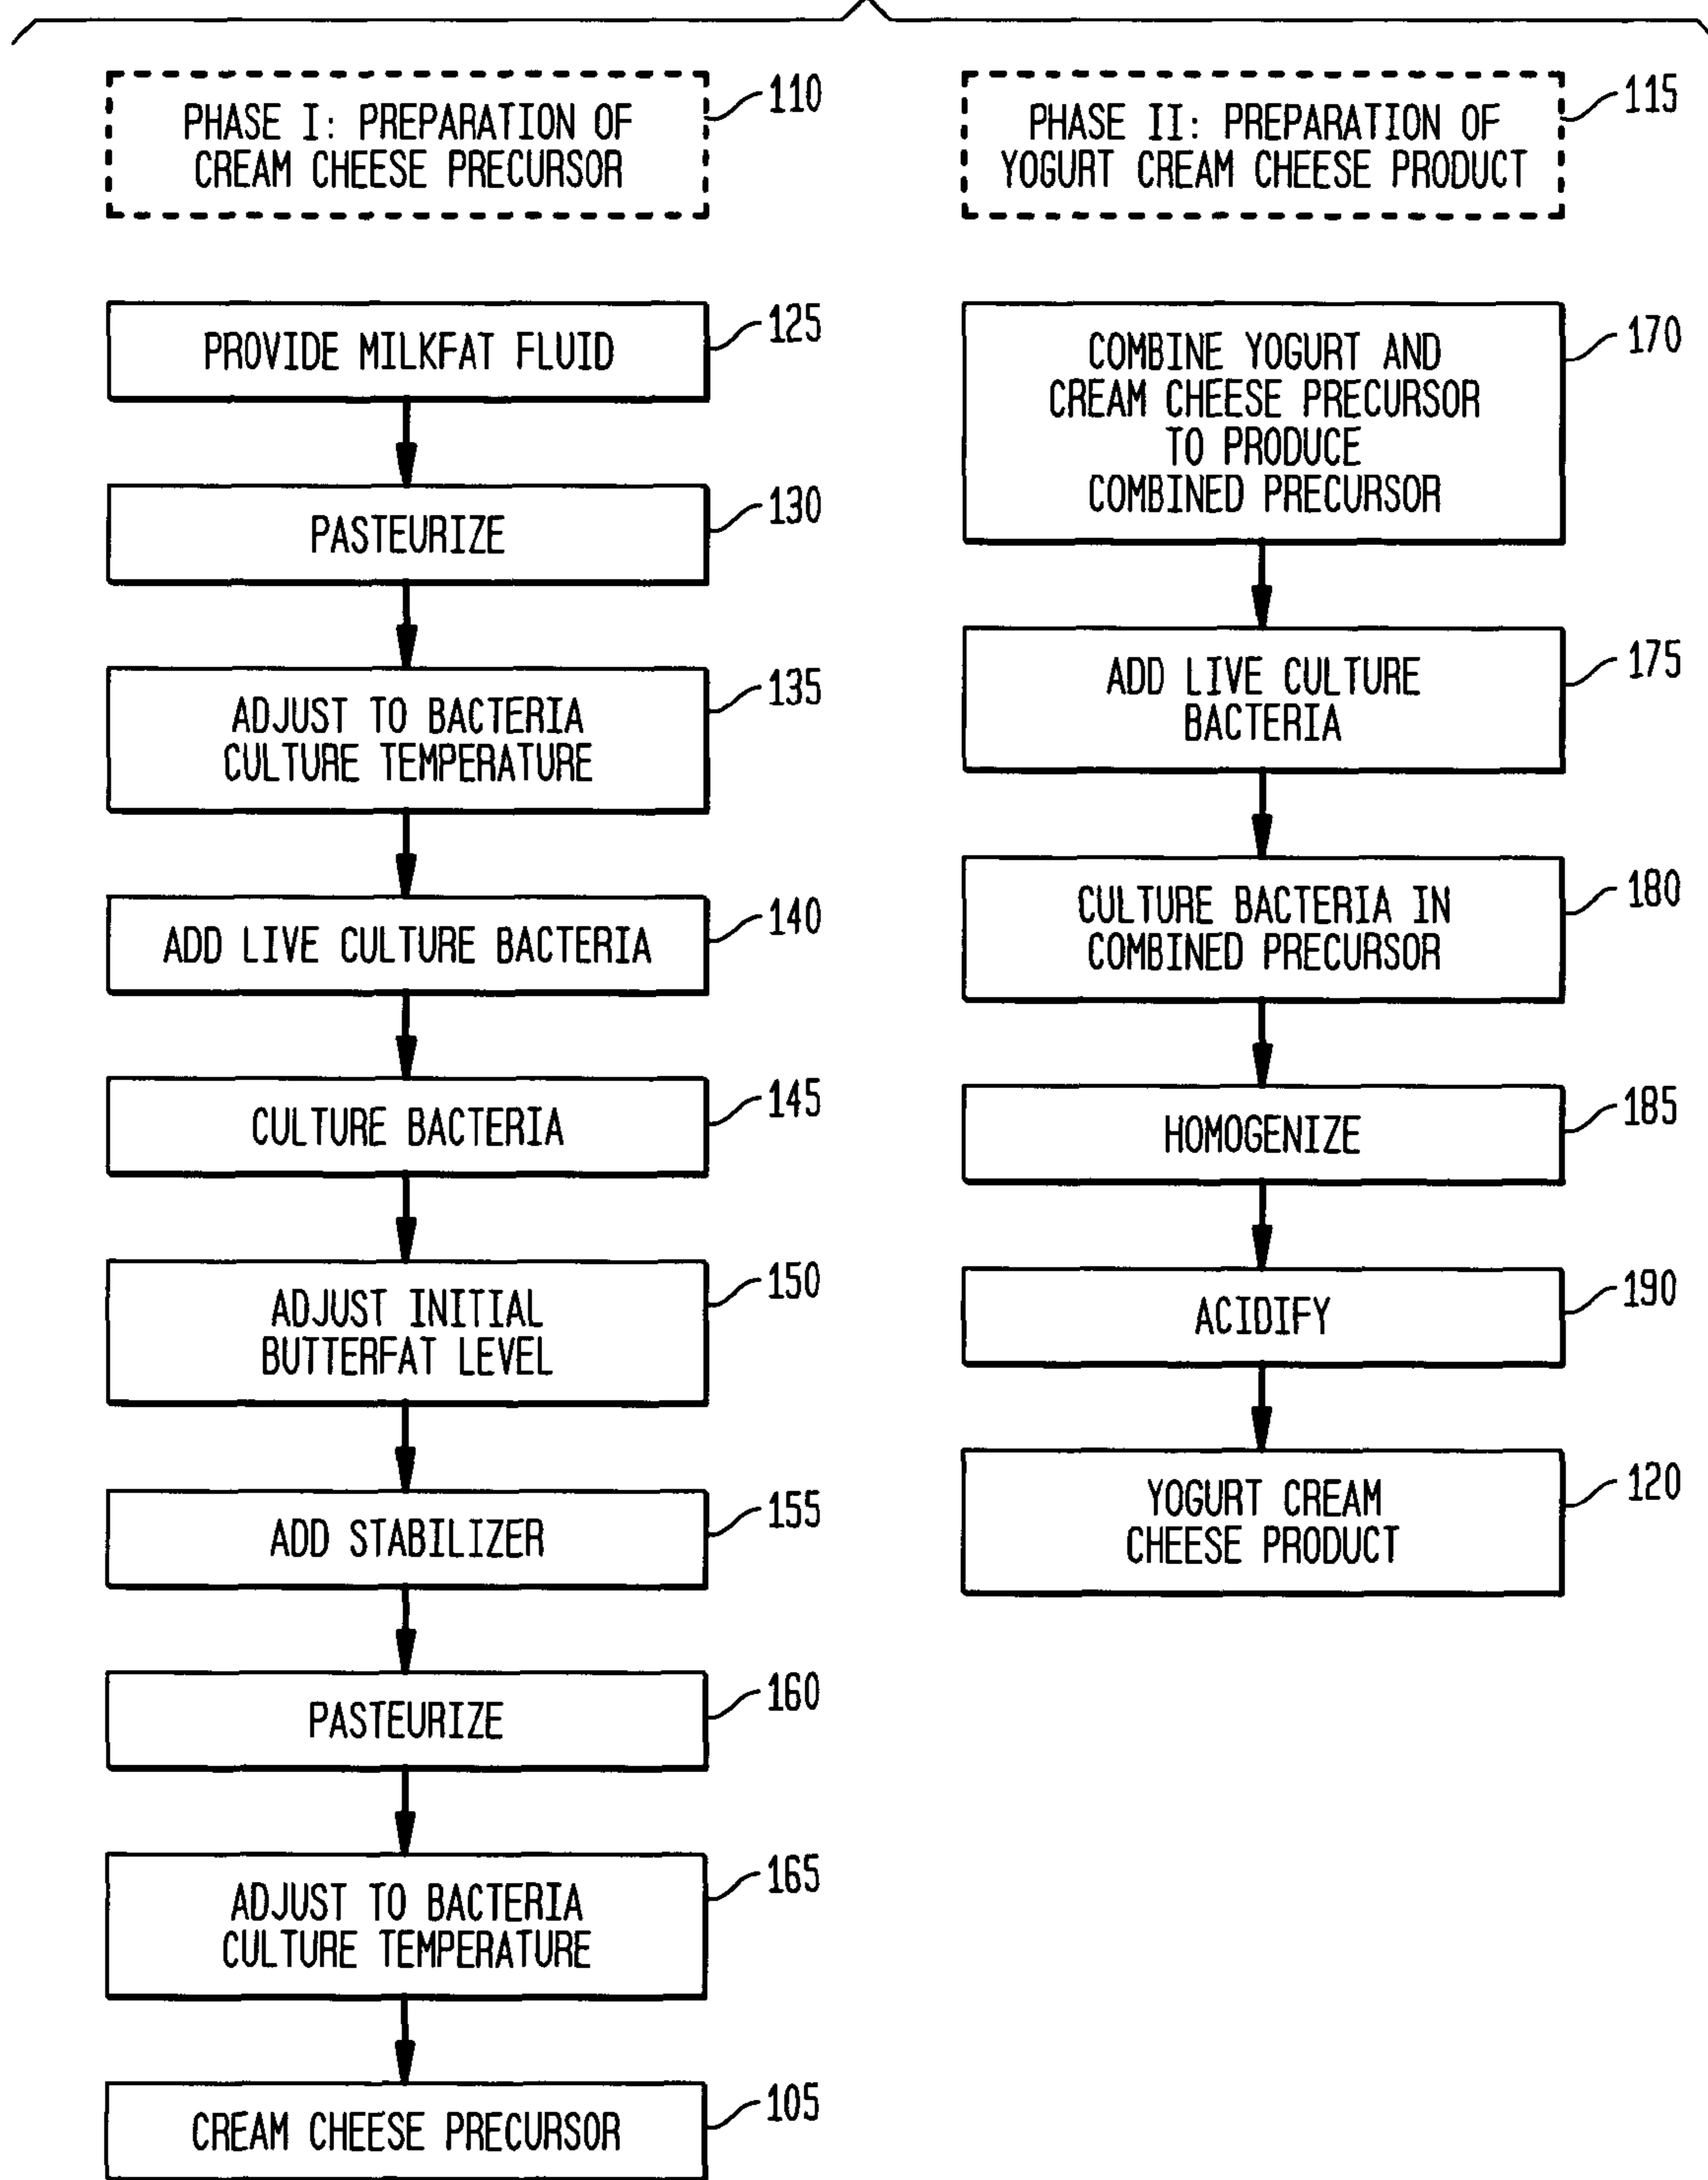 PHASE I: PREPARATION OF
CREAM CHEESE PRECURSOR
110
PROVIDE MILKFAT FLUID
125
PASTEURIZE
130
ADJUST TO BACTERIA
CULTURE TEMPERATURE
135
ADD LIVE CULTURE BACTERIA
140
CULTURE BACTERIA
145
ADJUST INITIAL
BUTTERFAT LEVEL
150
ADD STABILIZER
155
PASTEURIZE
160
ADJUST TO BACTERIA
CULTURE TEMPERATURE
165
CREAM CHEESE PRECURSOR
105
PHASE II: PREPARATION OF
YOGURT CREAM CHEESE PRODUCT
115
COMBINE YOGURT AND
CREAM CHEESE PRECURSOR
TO PRODUCE
COMBINED PRECURSOR
170
ADD LIVE CULTURE
BACTERIA
175
CULTURE BACTERIA IN
COMBINED PRECURSOR
180
HOMOGENIZE
185
ACIDIFY
190
YOGURT CREAM
CHEESE PRODUCT
120